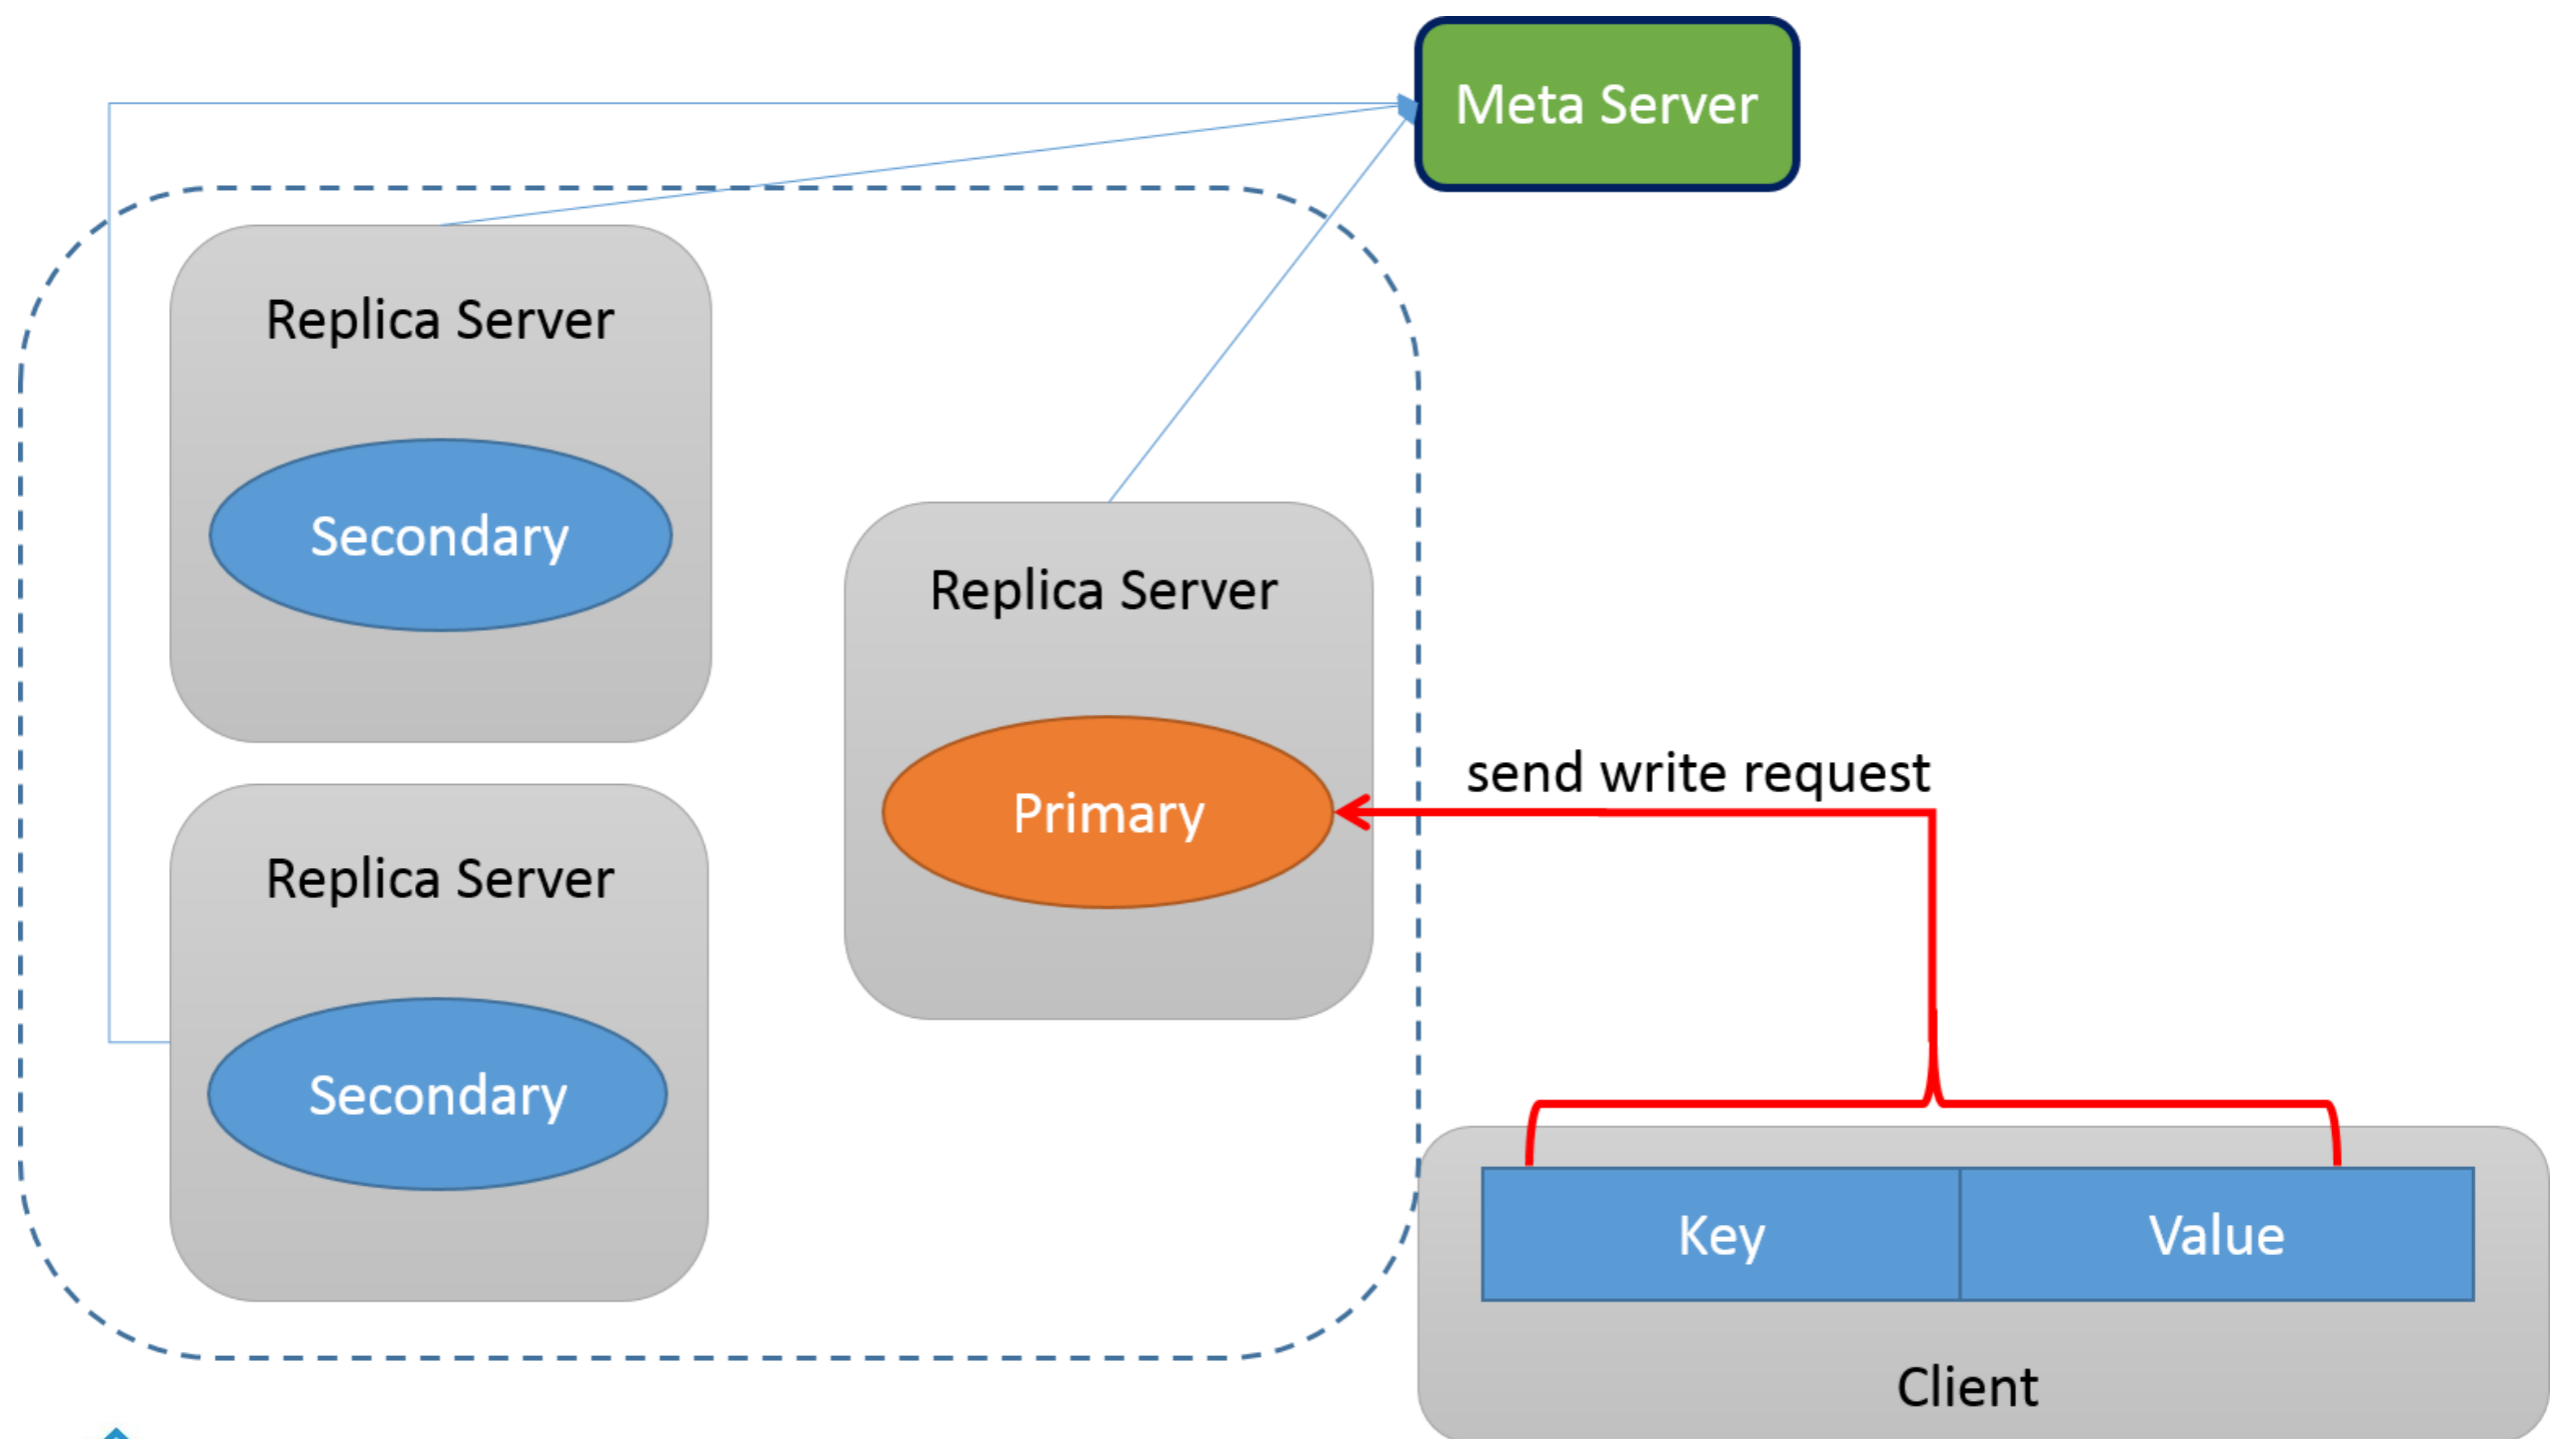 Meta Server
Replica Server
Secondary
Replica Server
Primary
send write request
Replica Server
Secondary
Key
Value
Client